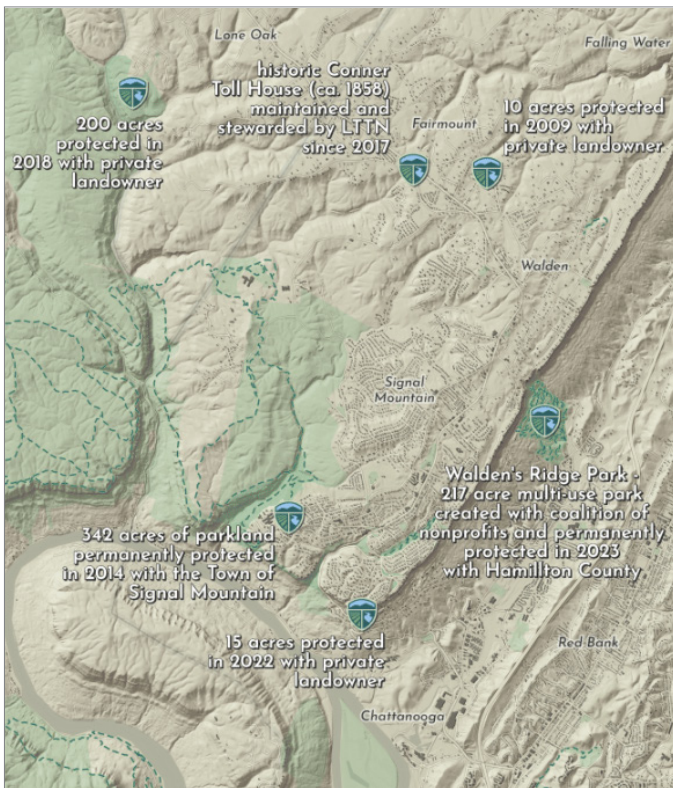 Lone Oak
Falling Water
historic Conner
Toll House (ca. 1858)
maintained and
stewarded by LTTN
since 2017
Fairmount
10 acres protected
in 2009 with
private landowner
200 acres
protected in
2018 with private
landowner
Walden
Signal
Mountain
Walden's Ridge Park -
217 acre multi-use park
created with coalition of
nonprofits and permanently
protected in 2023
with Hamillton County
342 acres of parkland
permanently protected
in 2014 with the Town of
Signal Mountain
15 acres protected
in 2022 with private
landowner
Red Bank
Chattanooga